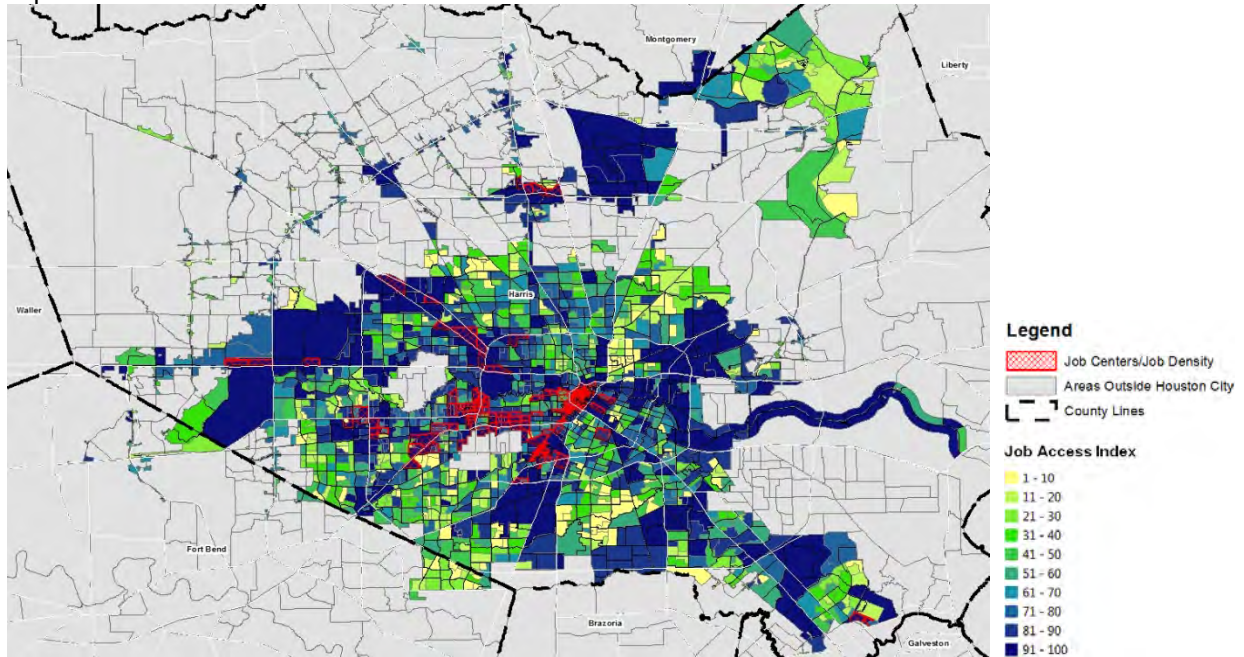 Montgomery
Liberty
Harris
Waller
Fort Bend
Brazoria
Galveston
Legend
Job Centers/Job Density
Areas Outside Houston City
County Lines
Job Access Index
1 - 10
11 - 20
21 - 30
31 - 40
41 - 50
51 - 60
61 - 70
71 - 80
81 - 90
91 - 100